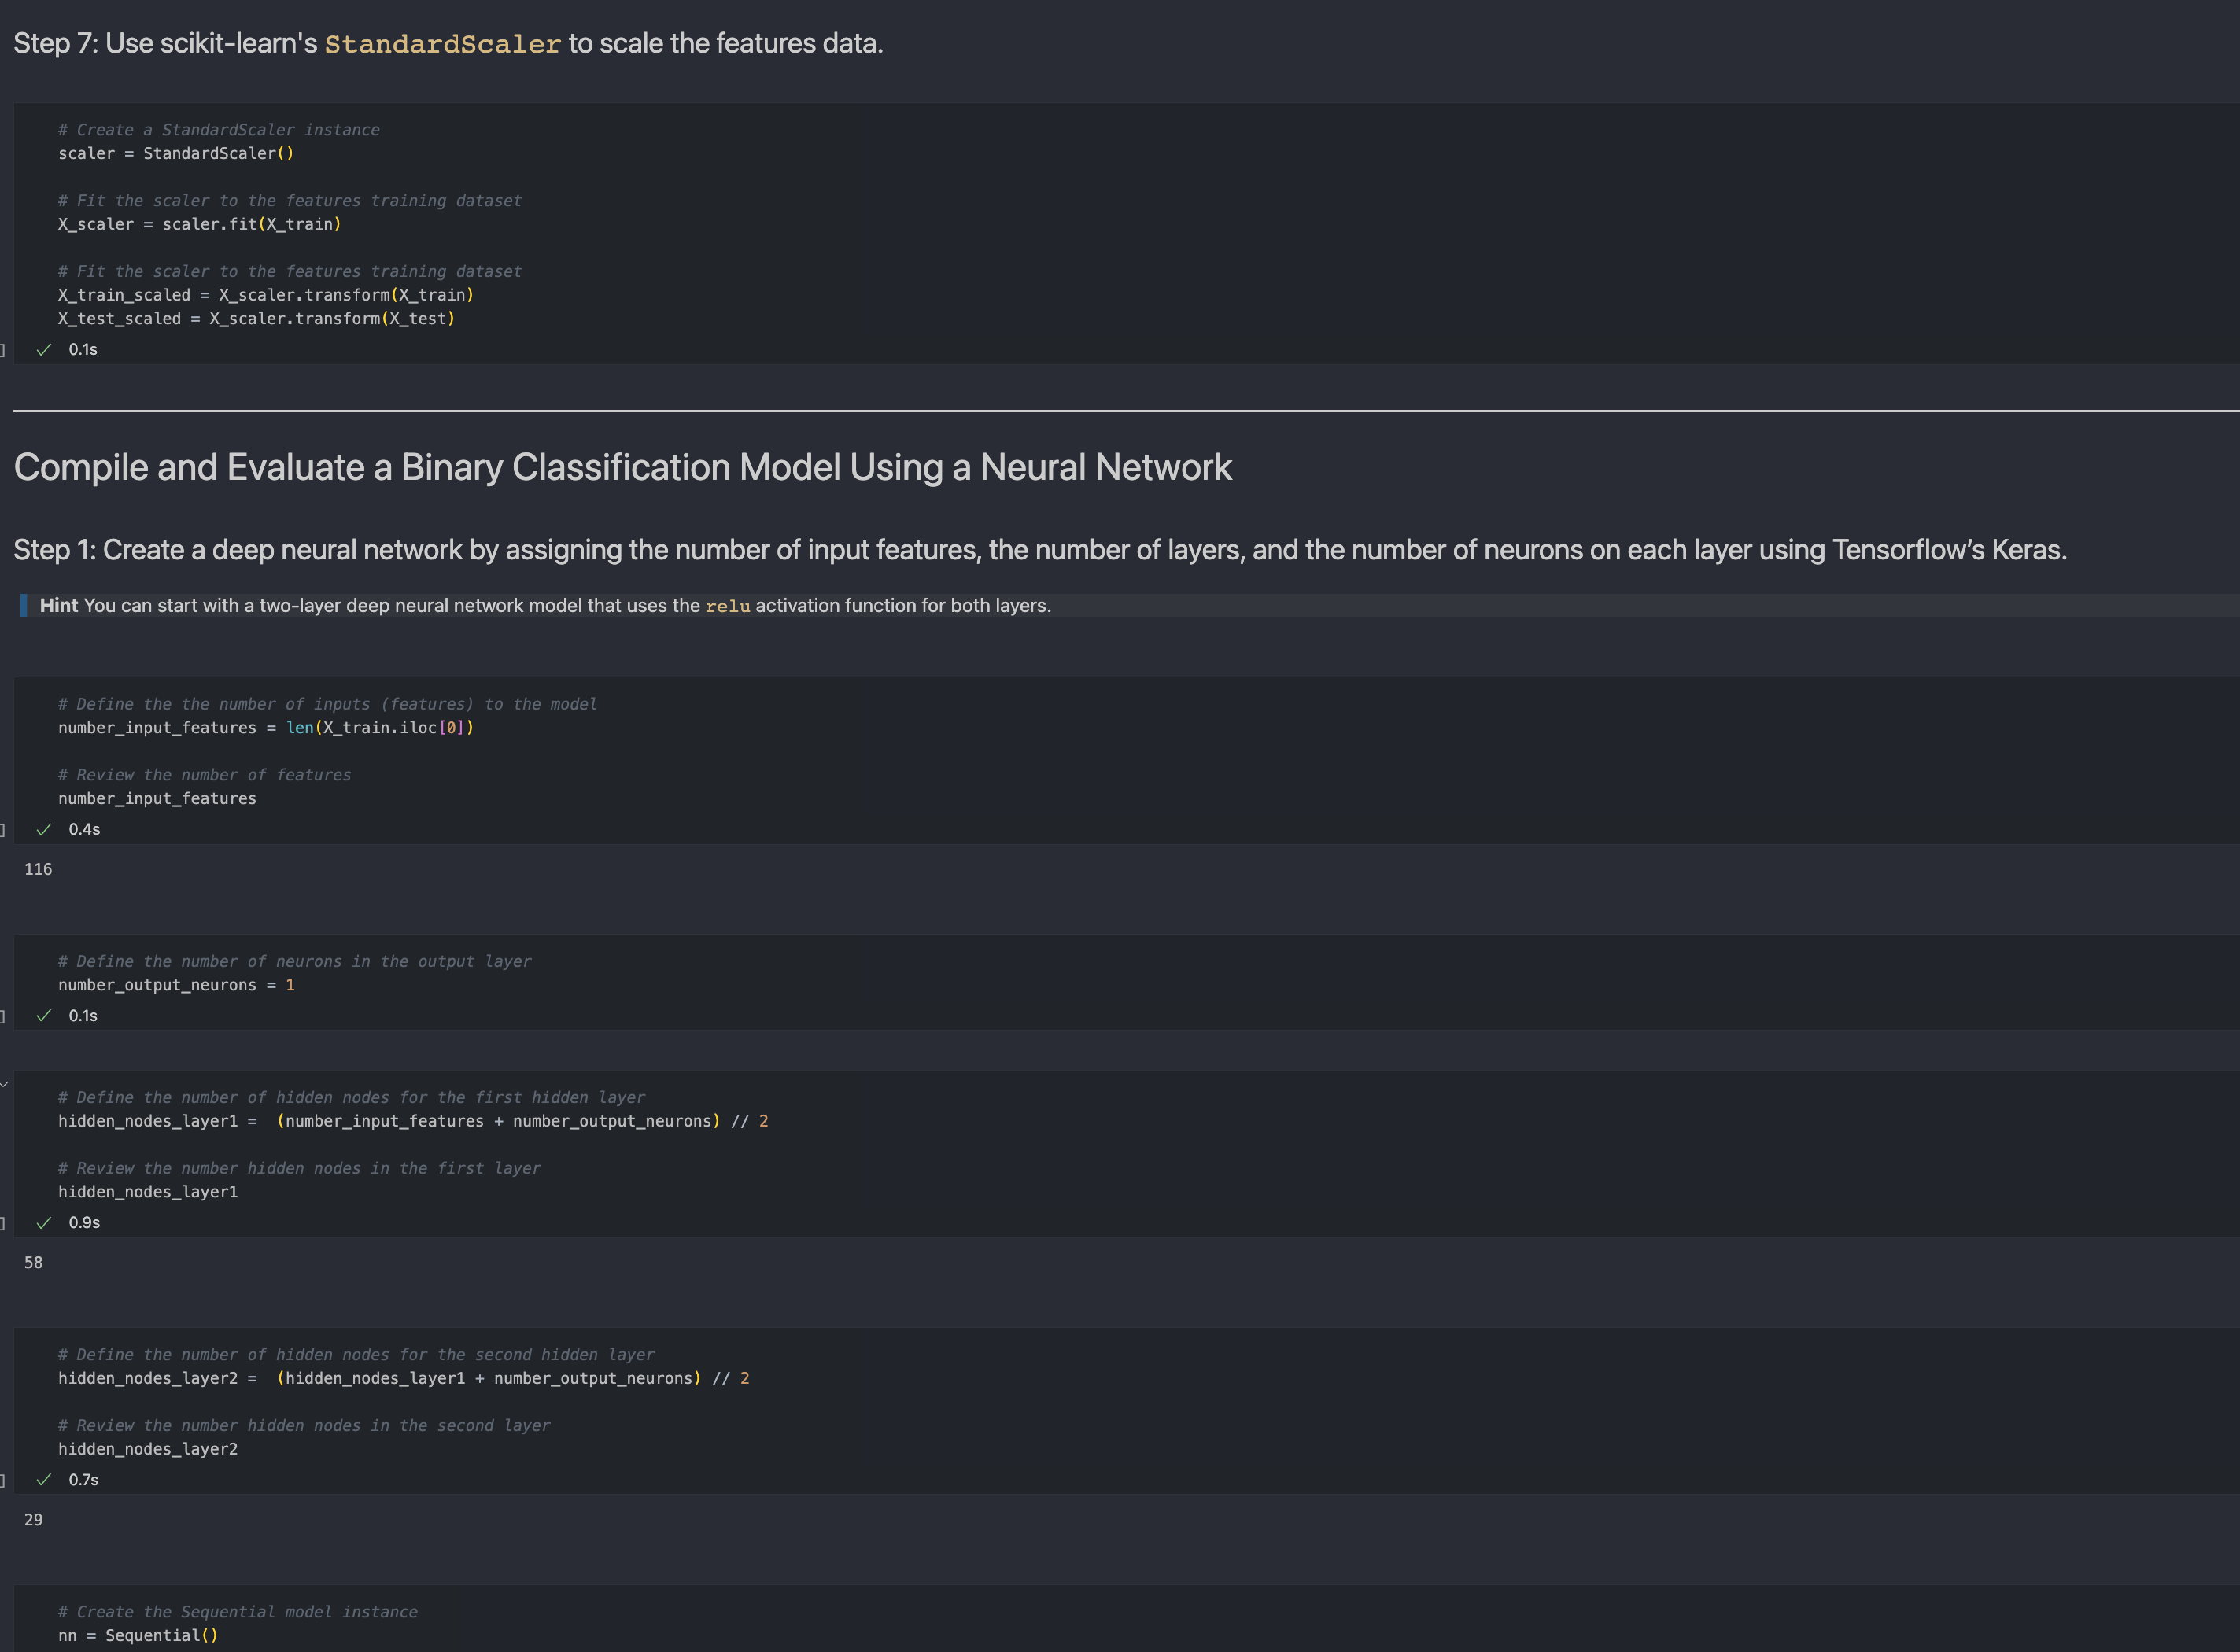 Step 7: Use scikit-learn's StandardScaler to scale the features data.
# Create a StandardScaler instance
scaler = StandardScaler()
# Fit the scaler to the features training dataset
X_scaler = scaler.fit(X_train)
# Fit the scaler to the features training dataset
X_train_scaled = X_scaler.transform(X_train)
X_test_scaled = X_scaler.transform(X_test)
0.1s
Compile and Evaluate a Binary Classification Model Using a Neural Network
Step 1: Create a deep neural network by assigning the number of input features, the number of layers, and the number of neurons on each layer using Tensorflow’s Keras.
Hint You can start with a two-layer deep neural network model that uses the relu activation function for both layers.
# Define the the number of inputs (features) to the model
number_input_features = len(X_train.iloc[0])
# Review the number of features
number_input_features
0.4s
116
# Define the number of neurons in the output layer
number_output_neurons = 1
0.1s
# Define the number of hidden nodes for the first hidden layer
hidden_nodes_layer1 =  (number_input_features + number_output_neurons) // 2
# Review the number hidden nodes in the first layer
hidden_nodes_layer1
0.9s
58
# Define the number of hidden nodes for the second hidden layer
hidden_nodes_layer2 =  (hidden_nodes_layer1 + number_output_neurons) // 2
# Review the number hidden nodes in the second layer
hidden_nodes_layer2
0.7s
29
# Create the Sequential model instance
nn = Sequential()